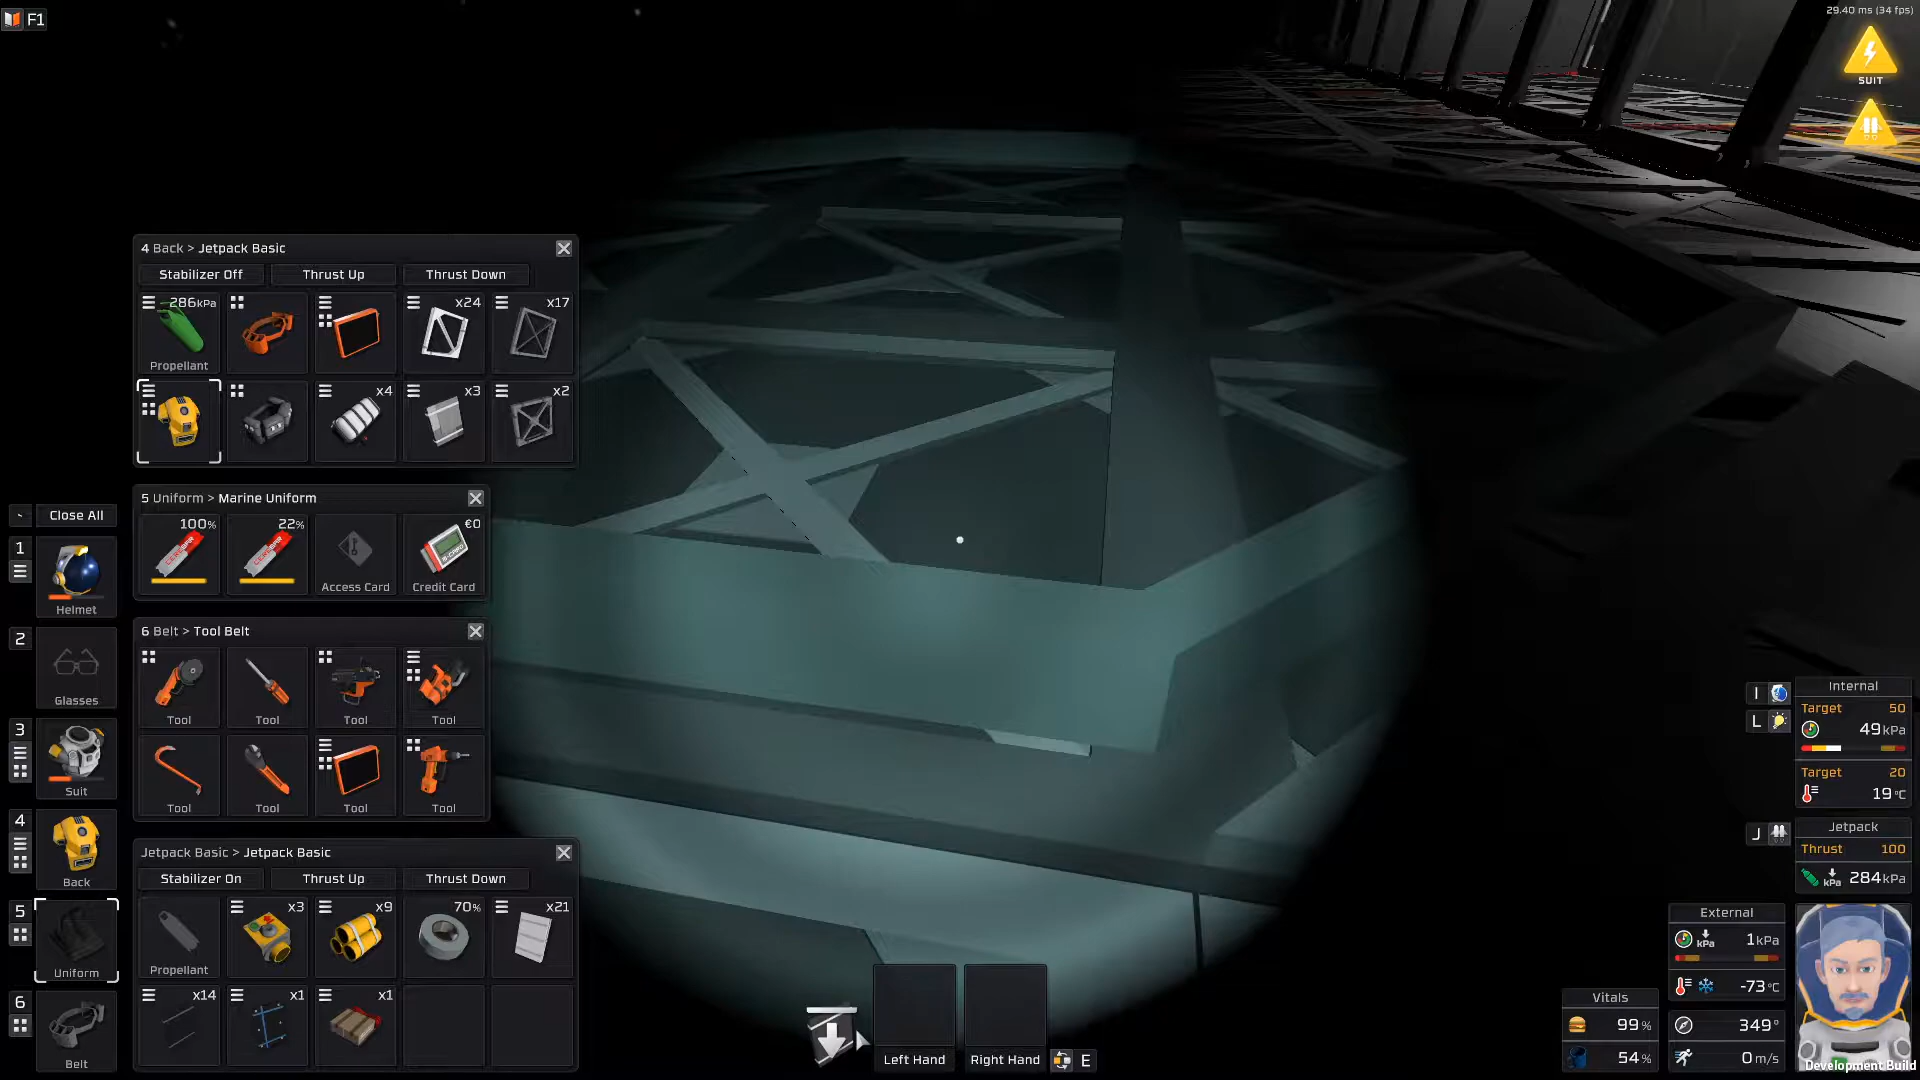 F1
29.40 ms (34 fps)
SUIT
4 Back > Jetpack Basic
Stabilizer Off
Thrust Up
Thrust Down
286kPa
x24
x17
Propellant
x4
x3
x2
5 Uniform > Marine Uniform
100%
22%
€0
Access Card
Credit Card
6 Belt > Tool Belt
Tool
Tool
Tool
Tool
Tool
Tool
Tool
Tool
Jetpack Basic > Jetpack Basic
Stabilizer On
Thrust Up
Thrust Down
x3
x9
70%
x21
Propellant
x14
x1
x1
Close All
1
Helmet
2
Glasses
3
Suit
4
Back
5
Uniform
6
Belt
Left Hand
Right Hand
E
I
L
Internal
Target 50
49kPa
Target 20
19°C
J
Jetpack
Thrust 100
kPa 284kPa
External
kPa 1kPa
-73°C
Vitals
99%
54%
349°
0m/s
Development Build